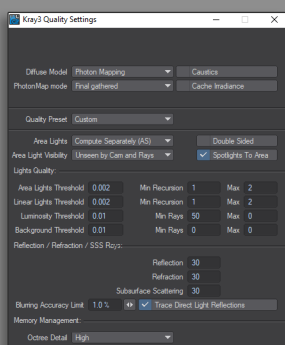 Kray3 Quality Settings
Diffuse Model Photon Mapping Caustics
PhotonMap mode Final gathered Cache Irradiance
Quality Preset Custom
Area Lights Compute Separately (AS) Double Sided
Area Light Visibility Unseen by Cam and Rays Spotlights To Area
Lights Quality:
Area Lights Threshold 0.002 Min Recursion 1 Max 2
Linear Lights Threshold 0.002 Min Recursion 1 Max 2
Luminosity Threshold 0.01 Min Rays 50 Max 0
Background Threshold 0.01 Min Rays 0 Max 0
Reflection / Refraction / SSS Rays:
Reflection 30
Refraction 30
Subsurface Scattering 30
Blurring Accuracy Limit 1.0 % Trace Direct Light Reflections
Memory Management:
Octree Detail High